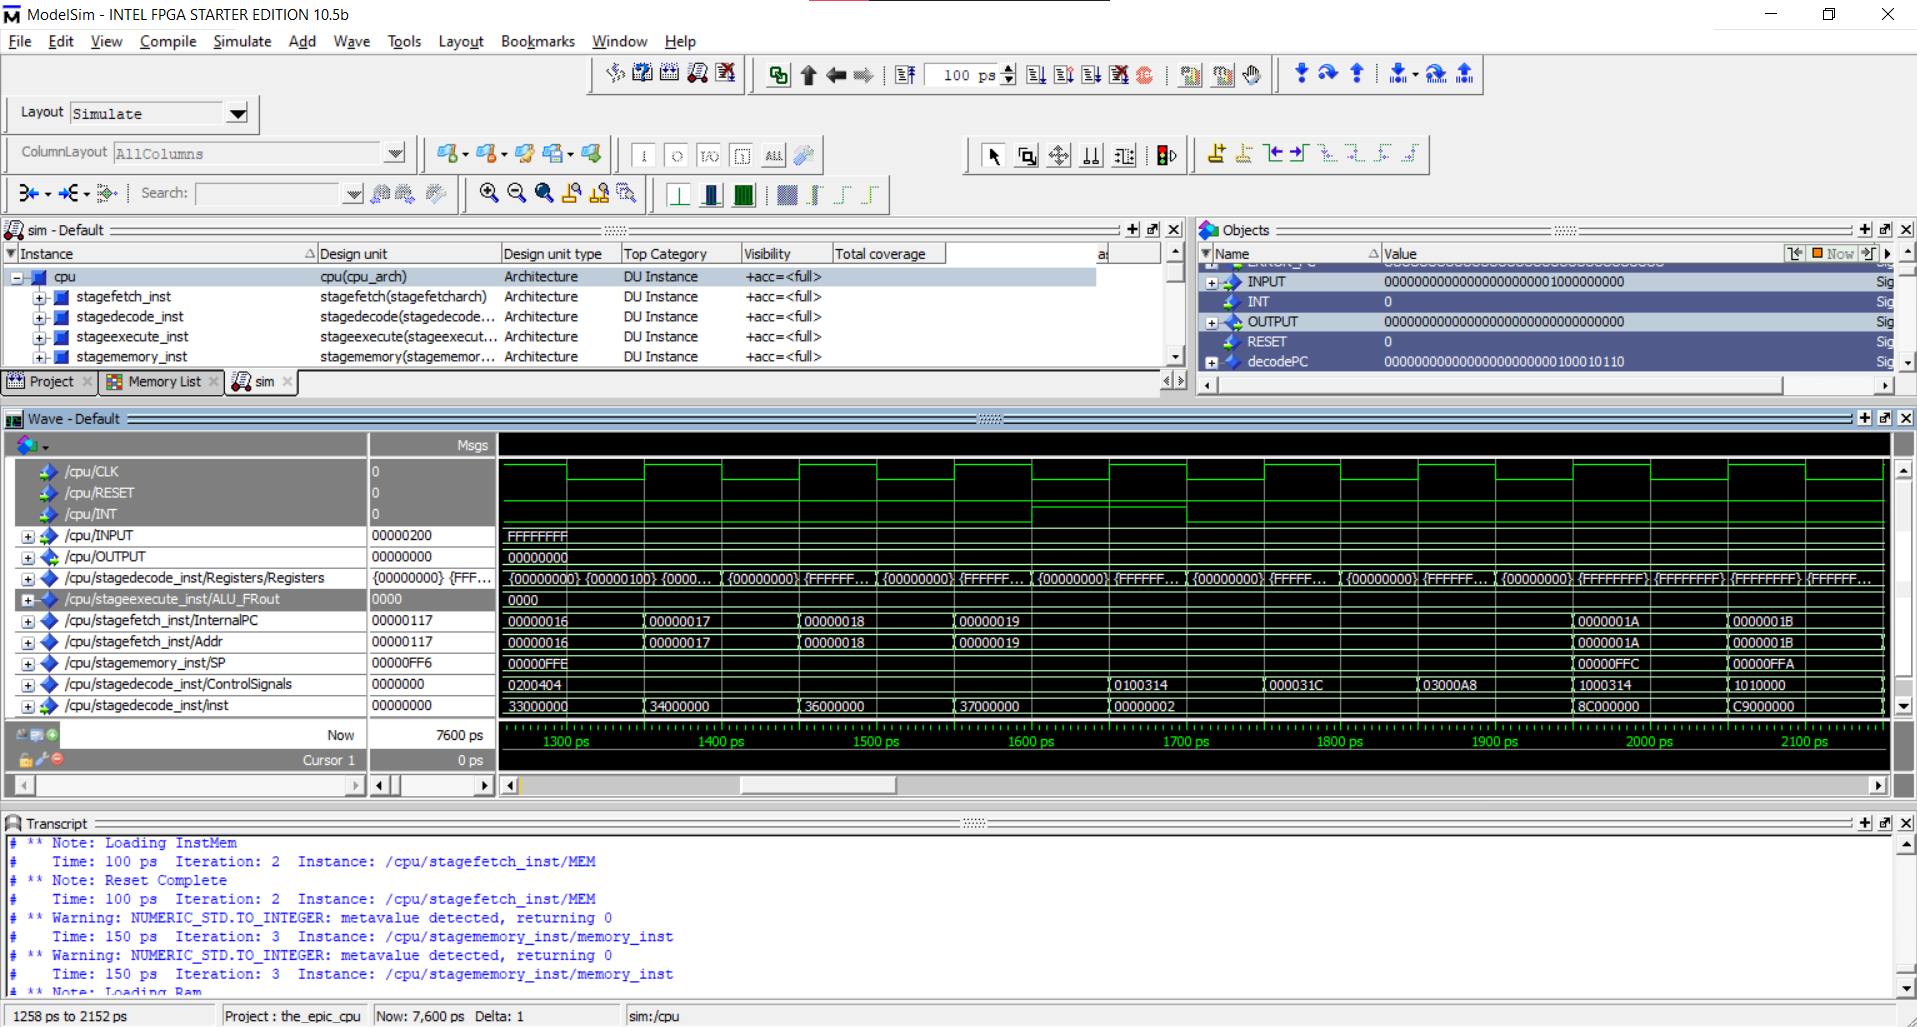 ModelSim - INTEL FPGA STARTER EDITION 10.5b
File Edit View Compile Simulate Add Wave Tools Layout Bookmarks Window Help
100 ps
Layout Simulate
ColumnLayout AllColumns
Search:
sim - Default
Instance Design unit Design unit type Top Category Visibility Total coverage
cpu cpu(cpu_arch) Architecture DU Instance +acc=<full>
stagefetch_inst stagefetch(stagefetcharch) Architecture DU Instance +acc=<full>
stagedecode_inst stagedecode(stagedecode... Architecture DU Instance +acc=<full>
stageexecute_inst stageexecute(stageexecut... Architecture DU Instance +acc=<full>
stagememory_inst stagememory(stagememor... Architecture DU Instance +acc=<full>
Project Memory List sim
Objects
Name Value Now
INPUT 00000000000000000000001000000000 Sig
INT 0 Sig
OUTPUT 00000000000000000000000000000000 Sig
RESET 0 Sig
decodePC 00000000000000000000000100010110 Sig
Wave - Default
Msgs
/cpu/CLK 0
/cpu/RESET 0
/cpu/INT 0
/cpu/INPUT 00000200 FFFFFFFF
/cpu/OUTPUT 00000000 00000000
/cpu/stagedecode_inst/Registers/Registers {00000000} {FFF... {00000000} {00000100} {0000... {00000000} {FFFFFF... {00000000} {FFFFFF... {00000000} {FFFFFF... {00000000} {FFFFF... {00000000} {FFFFFF... {00000000} {FFFFFFFF} {FFFFFFFF} {FFFFFFFF} {FFFFFF...
/cpu/stageexecute_inst/ALU_FRout 0000 0000
/cpu/stagefetch_inst/InternalPC 00000117 00000016 00000017 00000018 00000019 0000001A 0000001B
/cpu/stagefetch_inst/Addr 00000117 00000016 00000017 00000018 00000019 0000001A 0000001B
/cpu/stagememory_inst/SP 00000FF6 00000FFE 00000FFC 00000FFA
/cpu/stagedecode_inst/ControlSignals 0000000 0200404 0100314 000031C 03000A8 1000314 1010000
/cpu/stagedecode_inst/inst 00000000 33000000 34000000 36000000 37000000 00000002 8C000000 C9000000
Now 7600 ps 1300 ps 1400 ps 1500 ps 1600 ps 1700 ps 1800 ps 1900 ps 2000 ps 2100 ps
Cursor 1 0 ps
Transcript
# ** Note: Loading InstMem
# Time: 100 ps Iteration: 2 Instance: /cpu/stagefetch_inst/MEM
# ** Note: Reset Complete
# Time: 100 ps Iteration: 2 Instance: /cpu/stagefetch_inst/MEM
# ** Warning: NUMERIC_STD.TO_INTEGER: metavalue detected, returning 0
# Time: 150 ps Iteration: 3 Instance: /cpu/stagememory_inst/memory_inst
# ** Warning: NUMERIC_STD.TO_INTEGER: metavalue detected, returning 0
# Time: 150 ps Iteration: 3 Instance: /cpu/stagememory_inst/memory_inst
# ** Note: Loading Ram
1258 ps to 2152 ps Project : the_epic_cpu Now: 7,600 ps Delta: 1 sim:/cpu